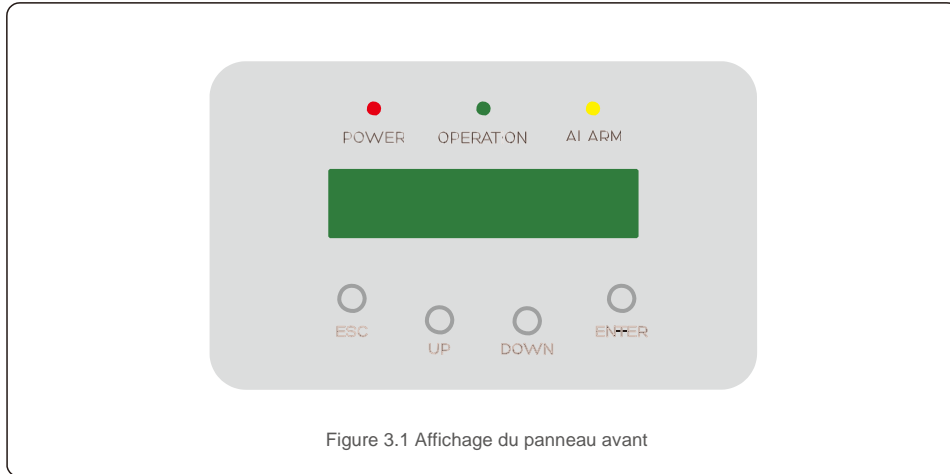 POWER OPERATION ALARM
ESC ENTER
UP DOWN
Figure 3.1 Affichage du panneau avant